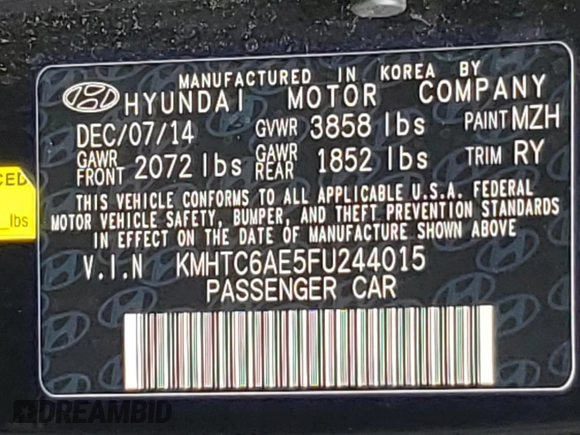 MANUFACTURED IN KOREA BY
HYUNDAI MOTOR COMPANY
DEC/07/14 GVWR 3858 lbs PAINT MZH
GAWR FRONT 2072 lbs GAWR REAR 1852 lbs TRIM RY
THIS VEHICLE CONFORMS TO ALL APPLICABLE U.S.A. FEDERAL
MOTOR VEHICLE SAFETY, BUMPER, AND THEFT PREVENTION STANDARDS
IN EFFECT ON THE DATE OF MANUFACTURE SHOWN ABOVE
V.I.N KMHTC6AE5FU244015
PASSENGER CAR
CED
lbs
DREAMBID